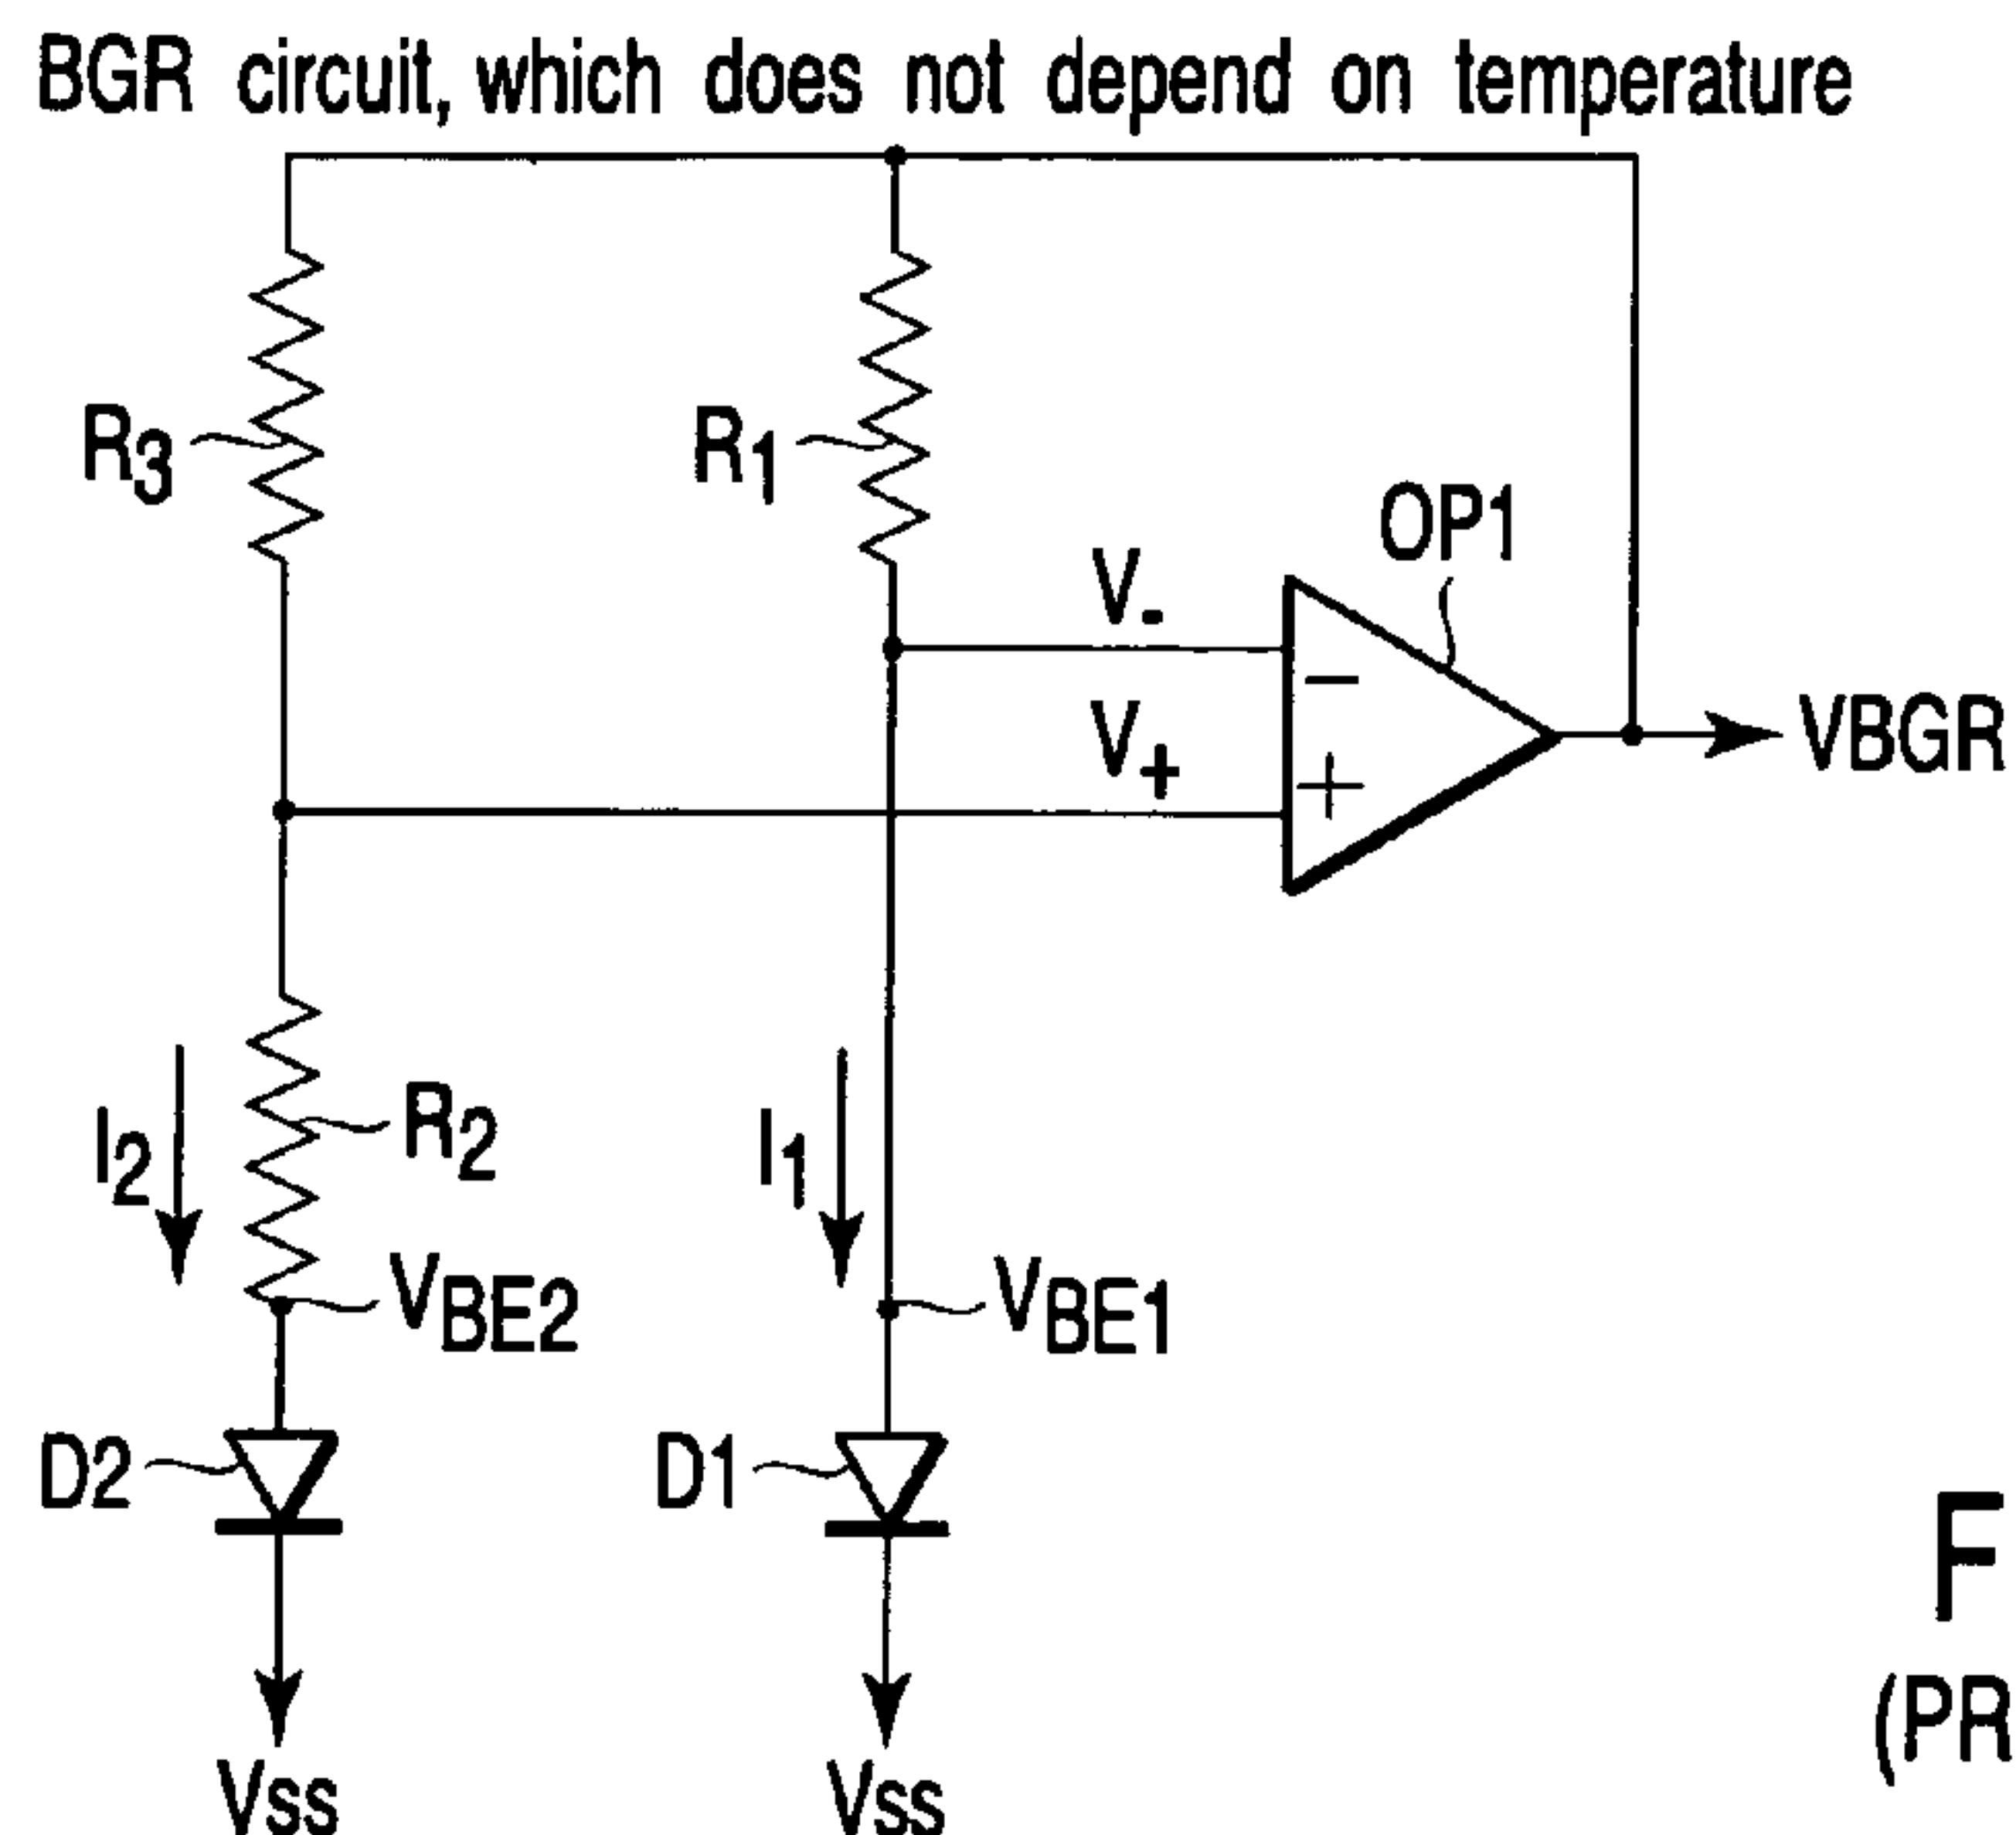 BGR circuit, which does not depend on temperature
R3
R1
OP1
V-
−
V+
+
VBGR
I2
R2
I1
VBE2
VBE1
D2
D1
F
(PR
Vss
Vss